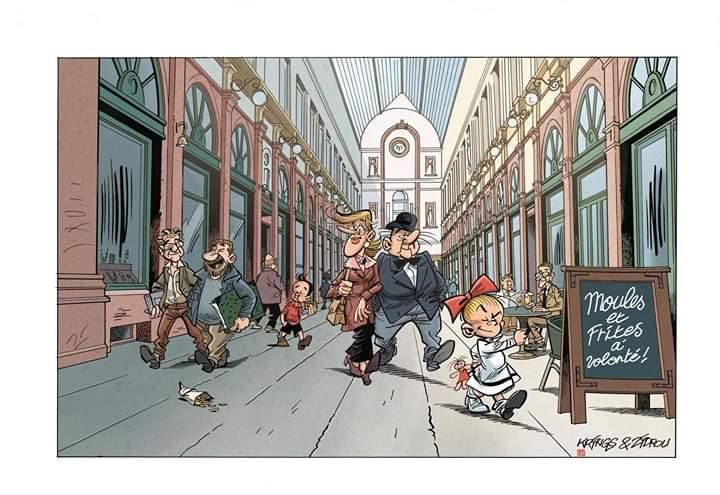 Moules
et
Frites
à
volonté!
KRINGS & ZIDROU